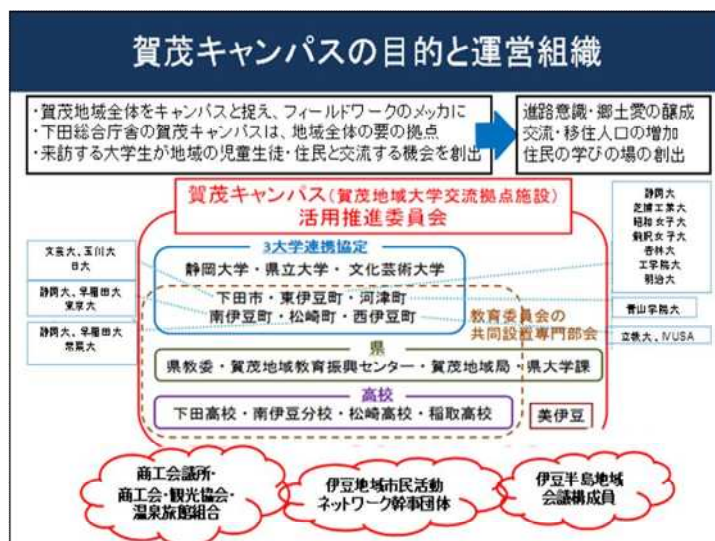 賀茂キャンパスの目的と運営組織
・賀茂地域全体をキャンパスと捉え、フィールドワークのメッカに
・下田総合庁舎の賀茂キャンパスは、地域全体の要の拠点
・来訪する大学生が地域の児童生徒・住民と交流する機会を創出
進路意識・郷土愛の醸成
交流・移住人口の増加
住民の学びの場の創出
賀茂キャンパス(賀茂地域大学交流拠点施設)
活用推進委員会
3大学連携協定
静岡大学・県立大学・文化芸術大学
下田市・東伊豆町・河津町
南伊豆町・松崎町・西伊豆町
教育委員会の
共同設置専門部会
県
県教委・賀茂地域教育振興センター・賀茂地域局・県大学課
高校
下田高校・南伊豆分校・松崎高校・稲取高校
美伊豆
文芸大、玉川大
日大
静岡大、早稲田大
東京大
静岡大、早稲田大
常葉大
静岡大
芝浦工業大
昭和女子大
駒沢女子大
杏林大
工学院大
明治大
青山学院大
立教大、IVUSA
商工会議所・
商工会・観光協会・
温泉旅館組合
伊豆地域市民活動
ネットワーク幹事団体
伊豆半島地域
会議構成員